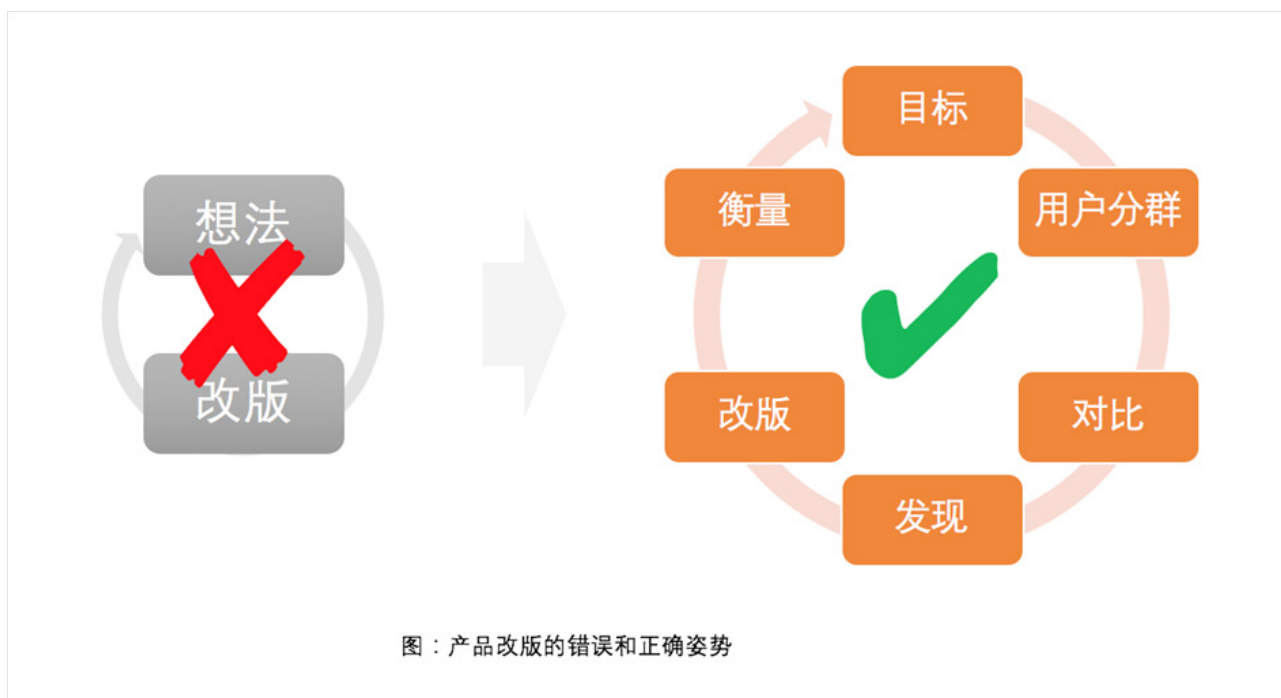 想法
改版
目标
用户分群
对比
发现
改版
衡量
图：产品改版的错误和正确姿势